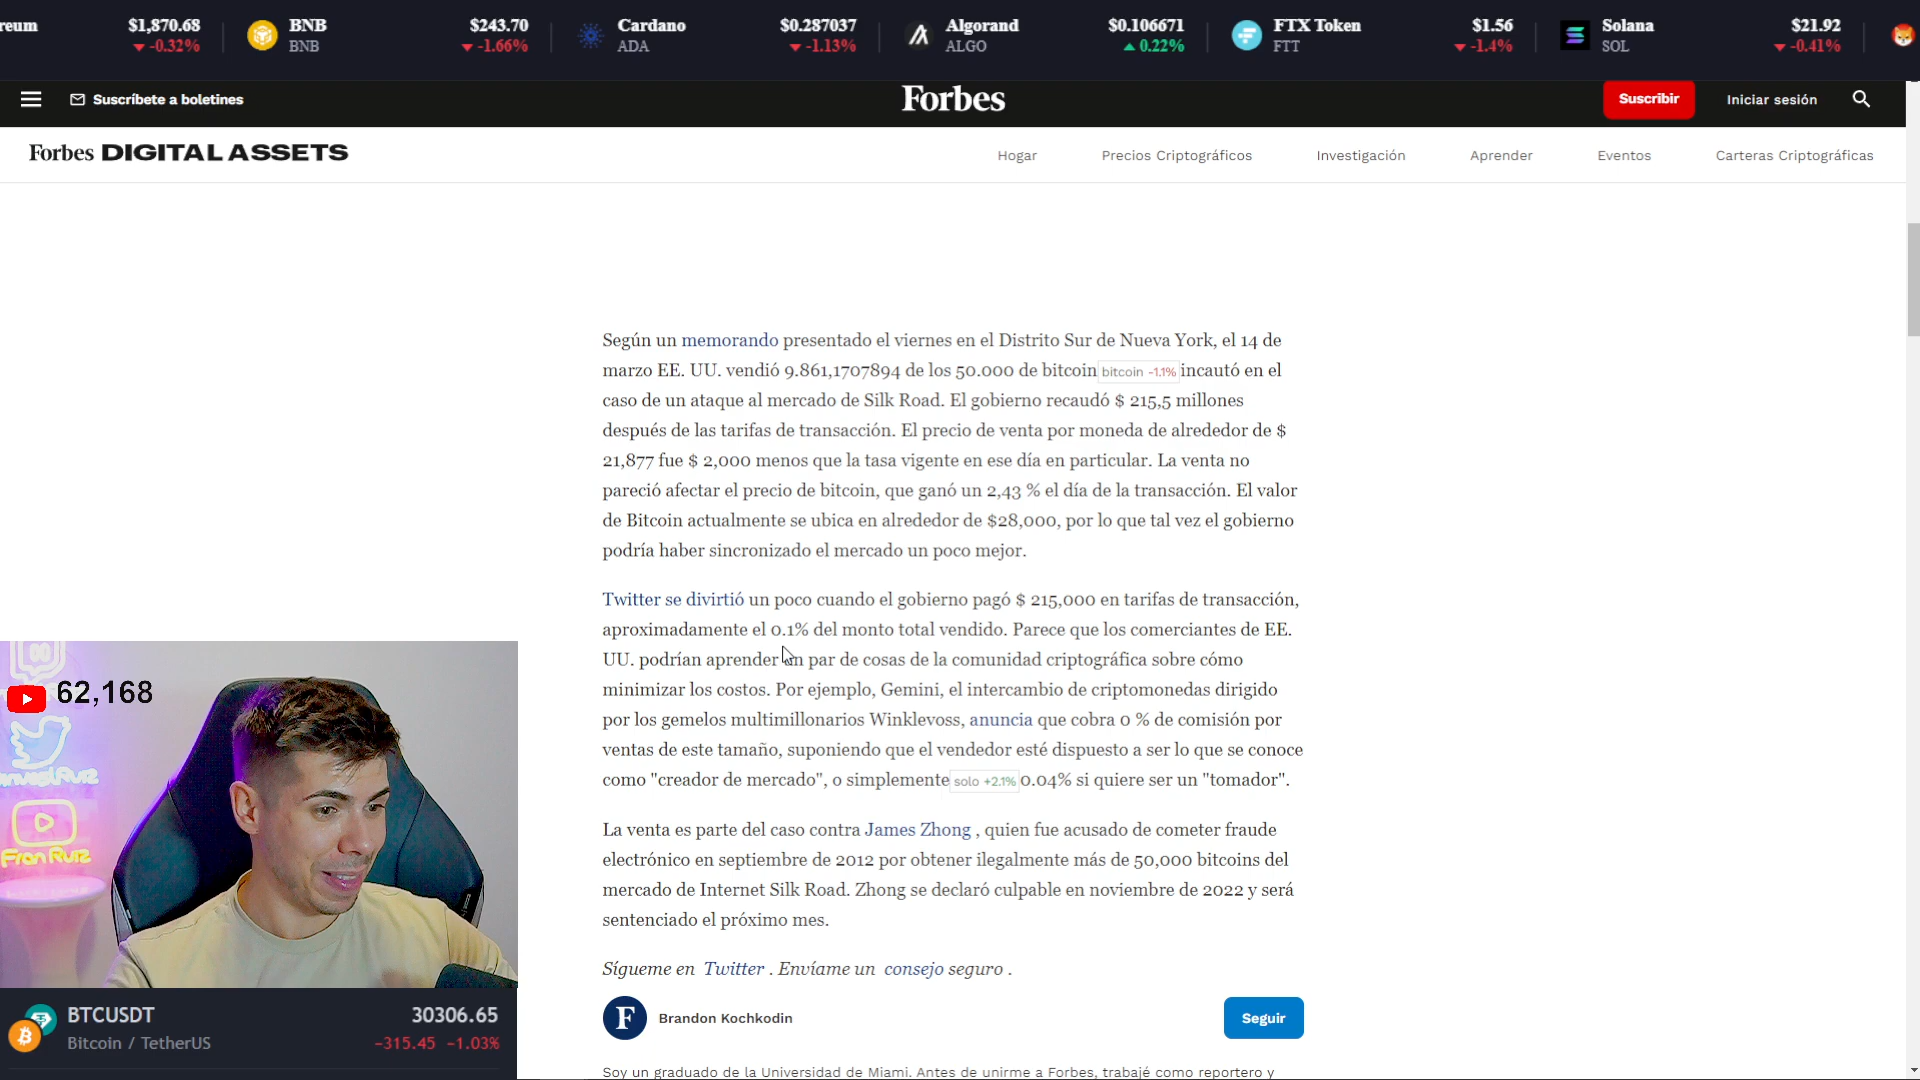 reum
$1,870.68
-0.32%
BNB
BNB
$243.70
-1.66%
Cardano
ADA
$0.287037
-1.13%
Algorand
ALGO
$0.106671
0.22%
FTX Token
FTT
$1.56
-1.4%
Solana
SOL
$21.92
-0.41%
Suscríbete a boletines
Forbes
Suscribir
Iniciar sesión
Forbes DIGITAL ASSETS
Hogar
Precios Criptográficos
Investigación
Aprender
Eventos
Carteras Criptográficas
Según un memorando presentado el viernes en el Distrito Sur de Nueva York, el 14 de
marzo EE. UU. vendió 9.861,1707894 de los 50.000 de bitcoin bitcoin -1.1% incautó en el
caso de un ataque al mercado de Silk Road. El gobierno recaudó $ 215,5 millones
después de las tarifas de transacción. El precio de venta por moneda de alrededor de $
21,877 fue $ 2,000 menos que la tasa vigente en ese día en particular. La venta no
pareció afectar el precio de bitcoin, que ganó un 2,43 % el día de la transacción. El valor
de Bitcoin actualmente se ubica en alrededor de $28,000, por lo que tal vez el gobierno
podría haber sincronizado el mercado un poco mejor.
Twitter se divirtió un poco cuando el gobierno pagó $ 215,000 en tarifas de transacción,
aproximadamente el 0.1% del monto total vendido. Parece que los comerciantes de EE.
UU. podrían aprender un par de cosas de la comunidad criptográfica sobre cómo
minimizar los costos. Por ejemplo, Gemini, el intercambio de criptomonedas dirigido
por los gemelos multimillonarios Winklevoss, anuncia que cobra 0 % de comisión por
ventas de este tamaño, suponiendo que el vendedor esté dispuesto a ser lo que se conoce
como "creador de mercado", o simplemente solo +2.1% 0.04% si quiere ser un "tomador".
La venta es parte del caso contra James Zhong , quien fue acusado de cometer fraude
electrónico en septiembre de 2012 por obtener ilegalmente más de 50,000 bitcoins del
mercado de Internet Silk Road. Zhong se declaró culpable en noviembre de 2022 y será
sentenciado el próximo mes.
Sígueme en Twitter . Envíame un consejo seguro .
F
Brandon Kochkodin
Seguir
Soy un graduado de la Universidad de Miami. Antes de unirme a Forbes, trabajé como reportero y
62,168
Fran Ruiz
BTCUSDT
30306.65
Bitcoin / TetherUS
-315.45 -1.03%